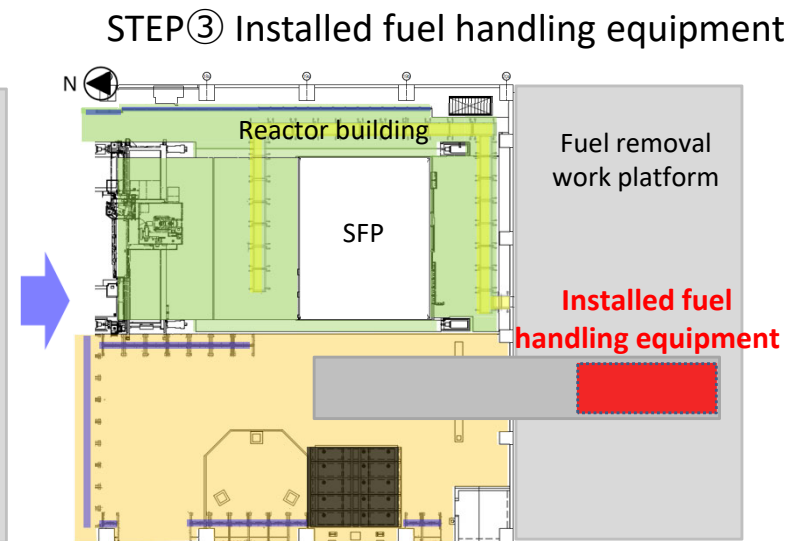 STEP③ Installed fuel handling equipment
N
Reactor building
Fuel removal
work platform
SFP
Installed fuel
handling equipment